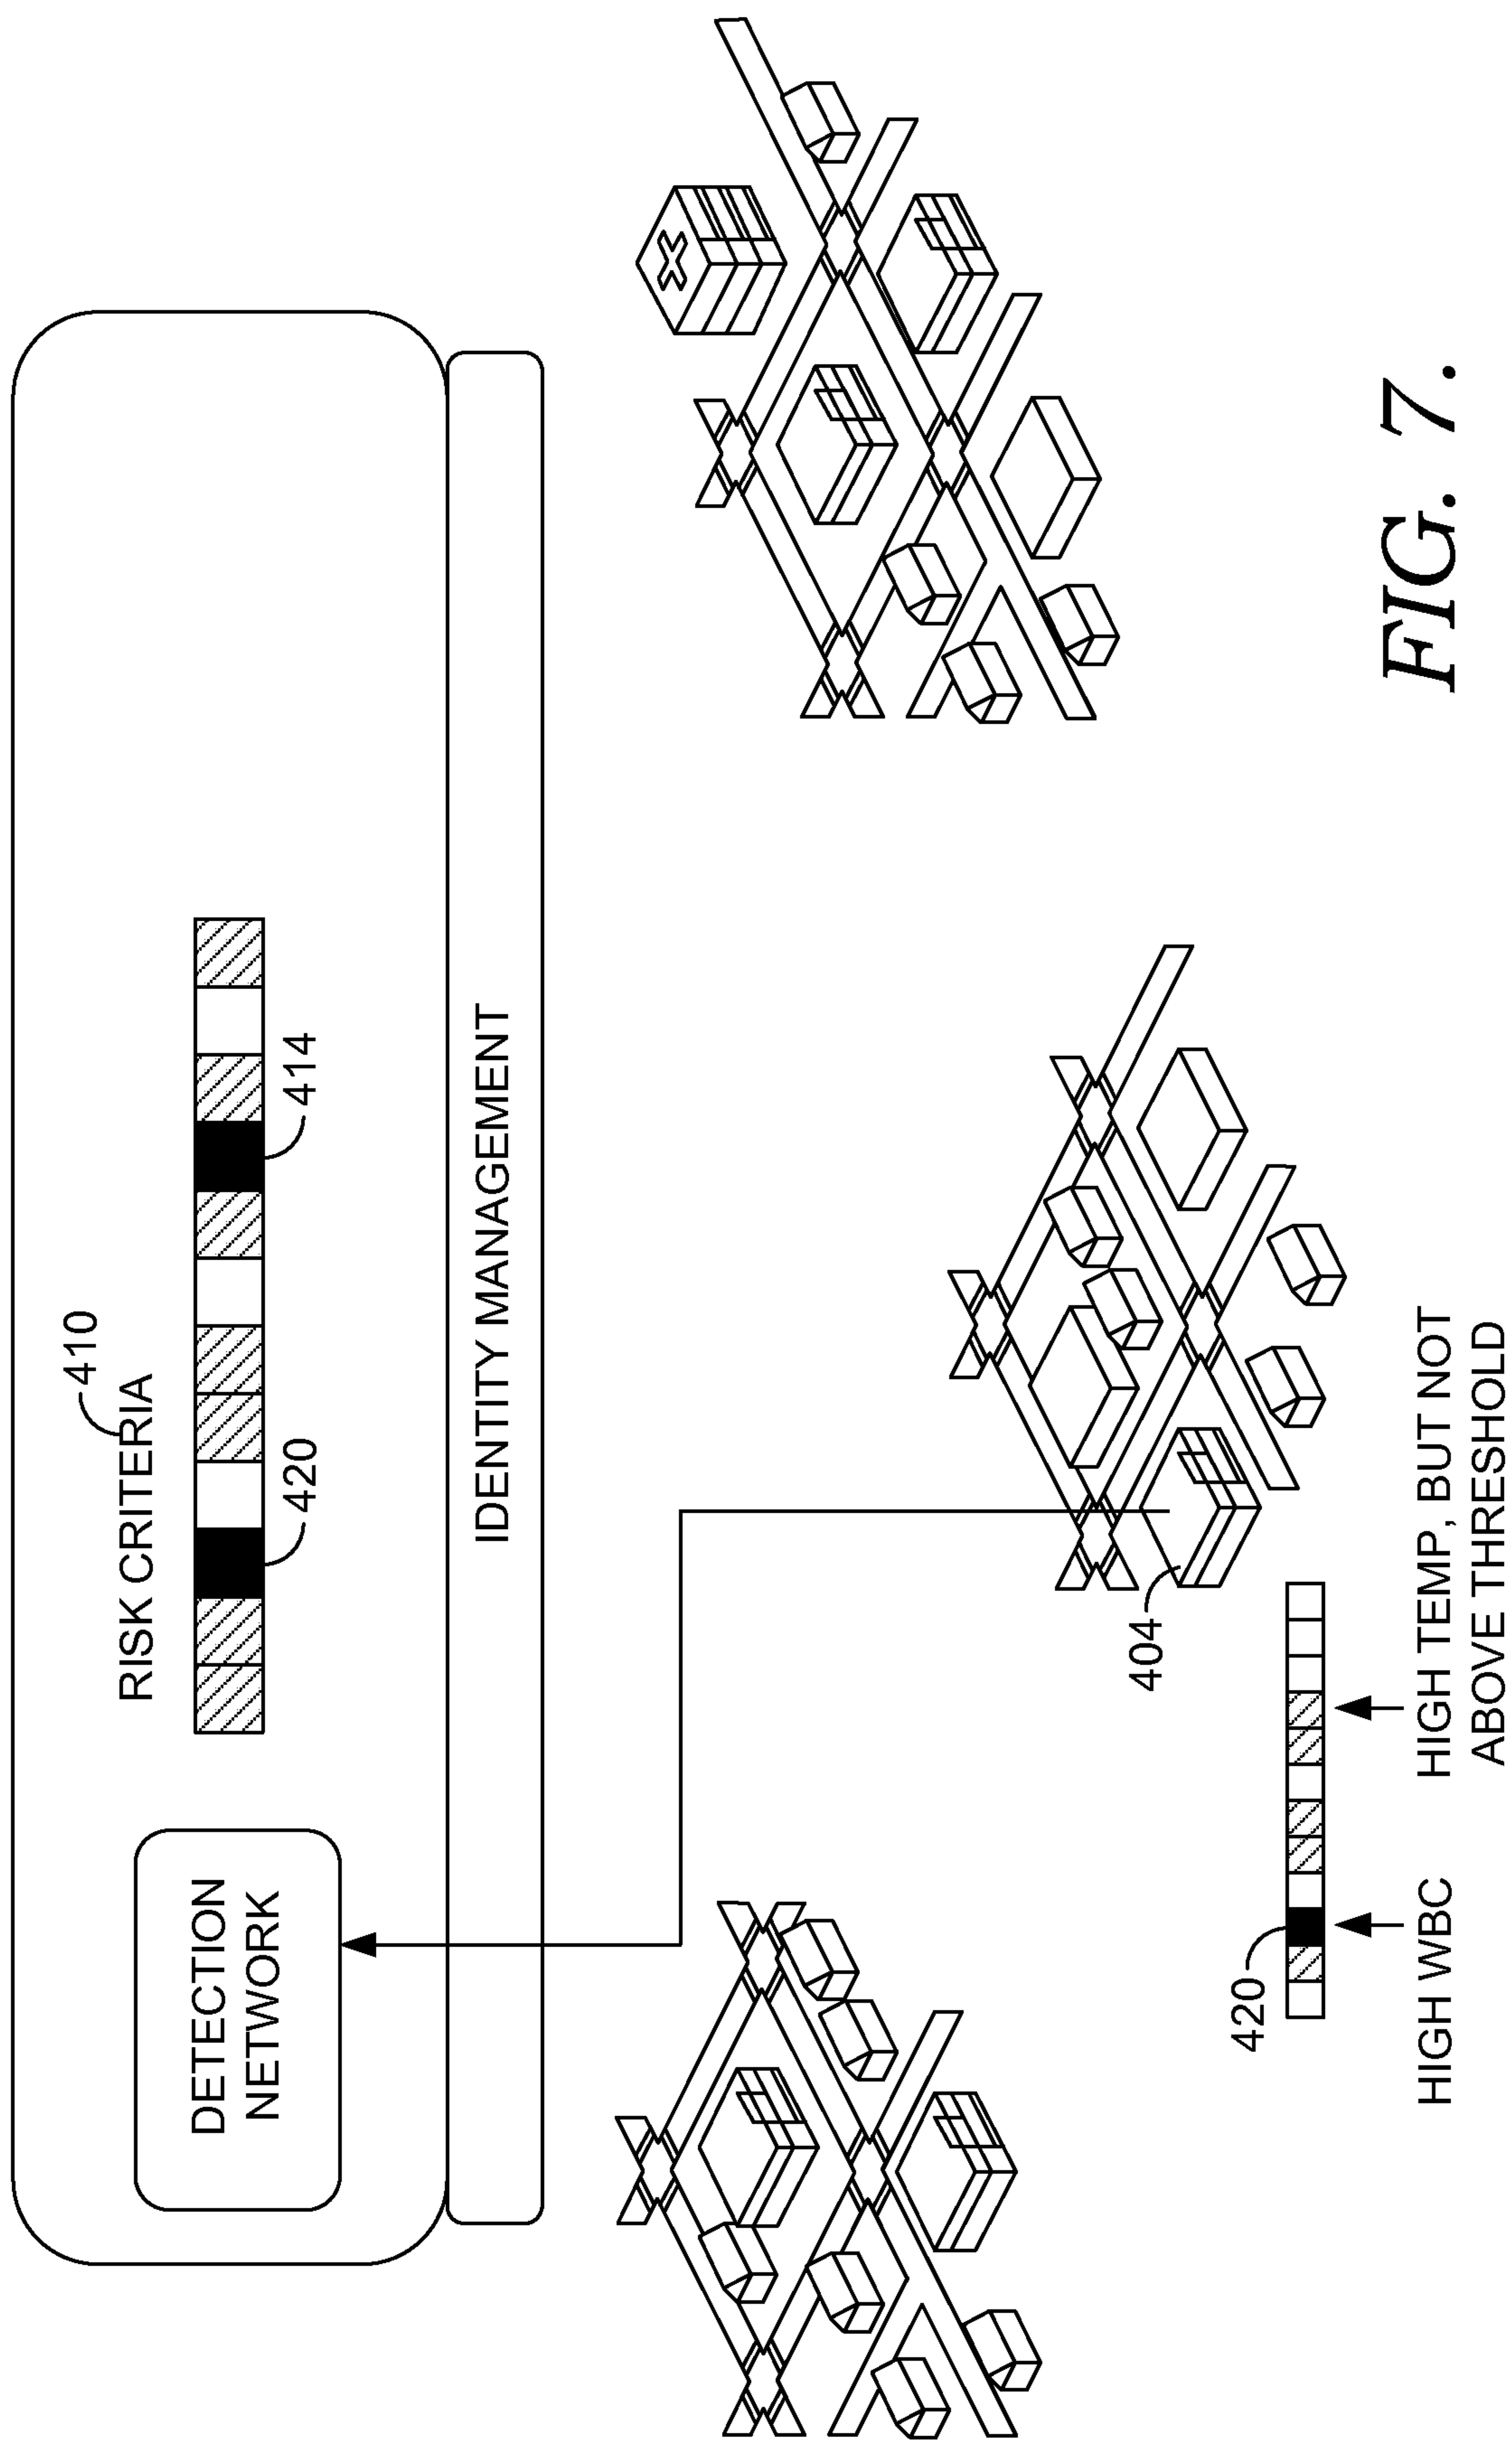 RISK CRITERIA
410
DETECTION
NETWORK
420
414
IDENTITY MANAGEMENT
404
420
HIGH WBC
HIGH TEMP, BUT NOT
ABOVE THRESHOLD
FIG. 7.